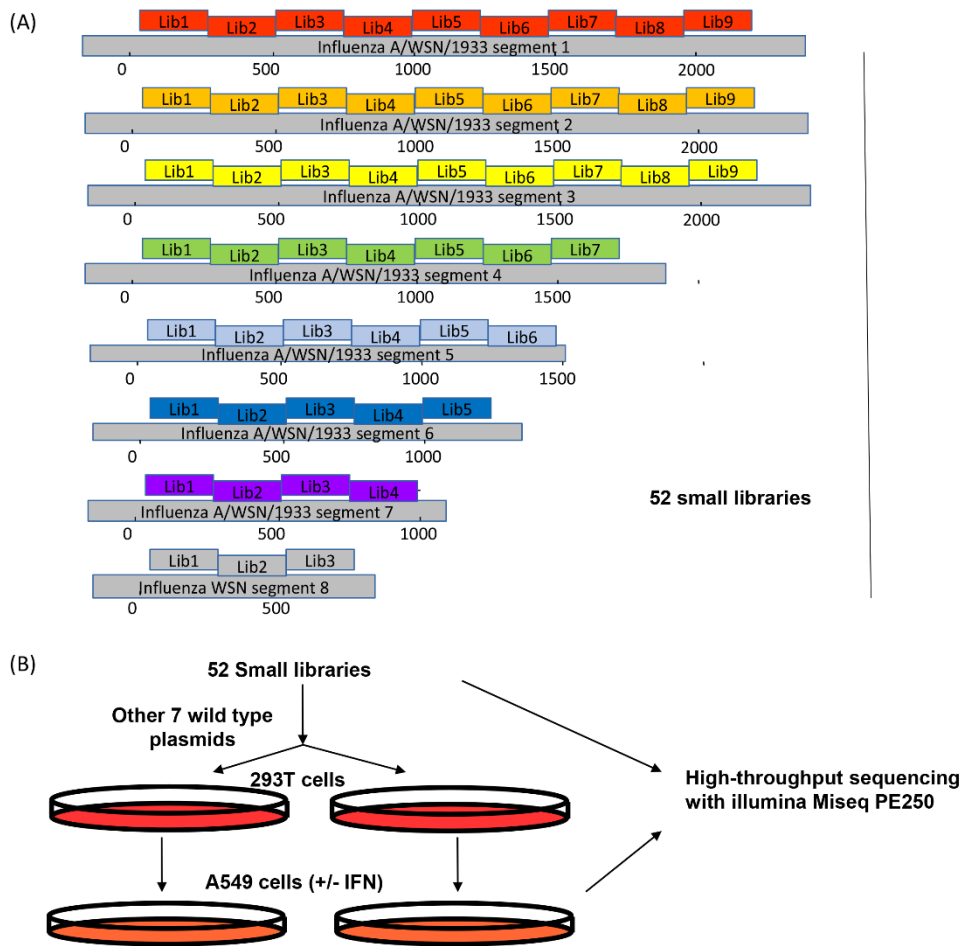 (A)
Lib1 Lib2 Lib3 Lib4 Lib5 Lib6 Lib7 Lib8 Lib9
Influenza A/WSN/1933 segment 1
0 500 1000 1500 2000
Lib1 Lib2 Lib3 Lib4 Lib5 Lib6 Lib7 Lib8 Lib9
Influenza A/WSN/1933 segment 2
0 500 1000 1500 2000
Lib1 Lib2 Lib3 Lib4 Lib5 Lib6 Lib7 Lib8 Lib9
Influenza A/WSN/1933 segment 3
0 500 1000 1500 2000
Lib1 Lib2 Lib3 Lib4 Lib5 Lib6 Lib7
Influenza A/WSN/1933 segment 4
0 500 1000 1500
Lib1 Lib2 Lib3 Lib4 Lib5 Lib6
Influenza A/WSN/1933 segment 5
0 500 1000 1500
Lib1 Lib2 Lib3 Lib4 Lib5
Influenza A/WSN/1933 segment 6
0 500 1000
Lib1 Lib2 Lib3 Lib4
Influenza A/WSN/1933 segment 7
0 500 1000
52 small libraries
Lib1 Lib2 Lib3
Influenza WSN segment 8
0 500
(B)
52 Small libraries
Other 7 wild type
plasmids
293T cells
High-throughput sequencing
with illumina Miseq PE250
A549 cells (+/- IFN)